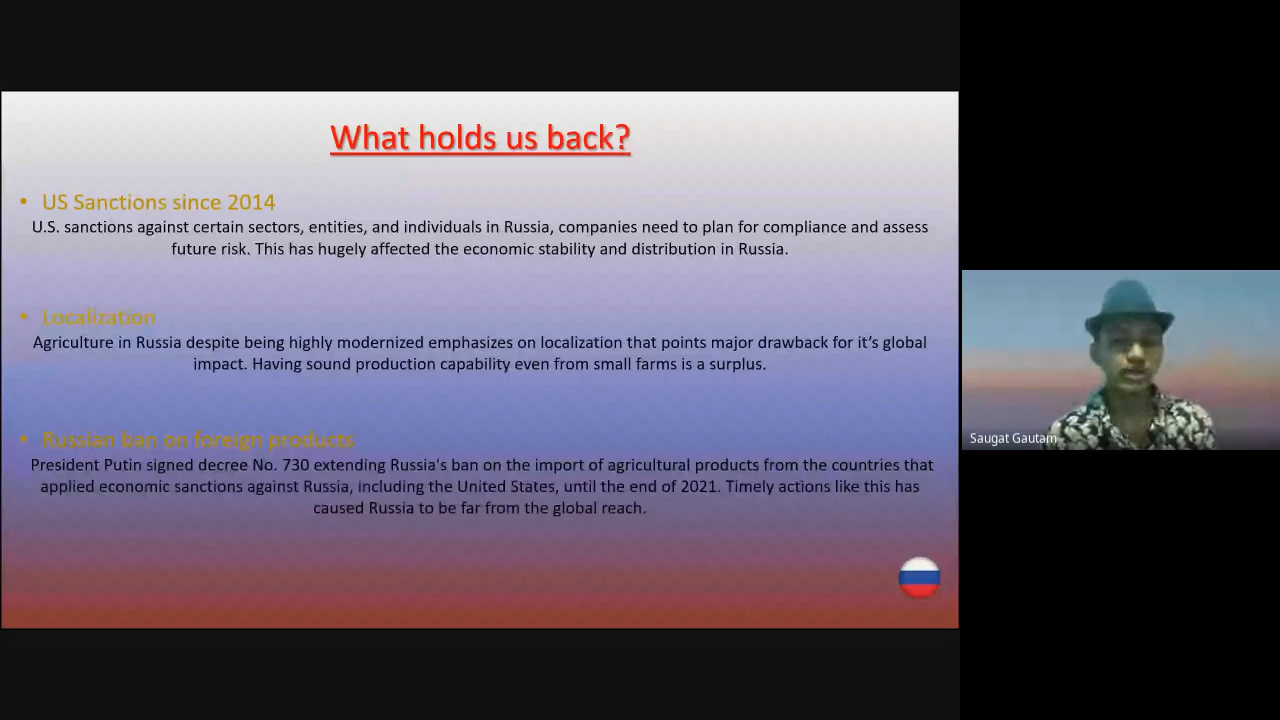 What holds us back?
• US Sanctions since 2014
U.S. sanctions against certain sectors, entities, and individuals in Russia, companies need to plan for compliance and assess
future risk. This has hugely affected the economic stability and distribution in Russia.
• Localization
Agriculture in Russia despite being highly modernized emphasizes on localization that points major drawback for it's global
impact. Having sound production capability even from small farms is a surplus.
• Russian ban on foreign products
President Putin signed decree No. 730 extending Russia's ban on the import of agricultural products from the countries that
applied economic sanctions against Russia, including the United States, until the end of 2021. Timely actions like this has
caused Russia to be far from the global reach.
Saugat Gautam